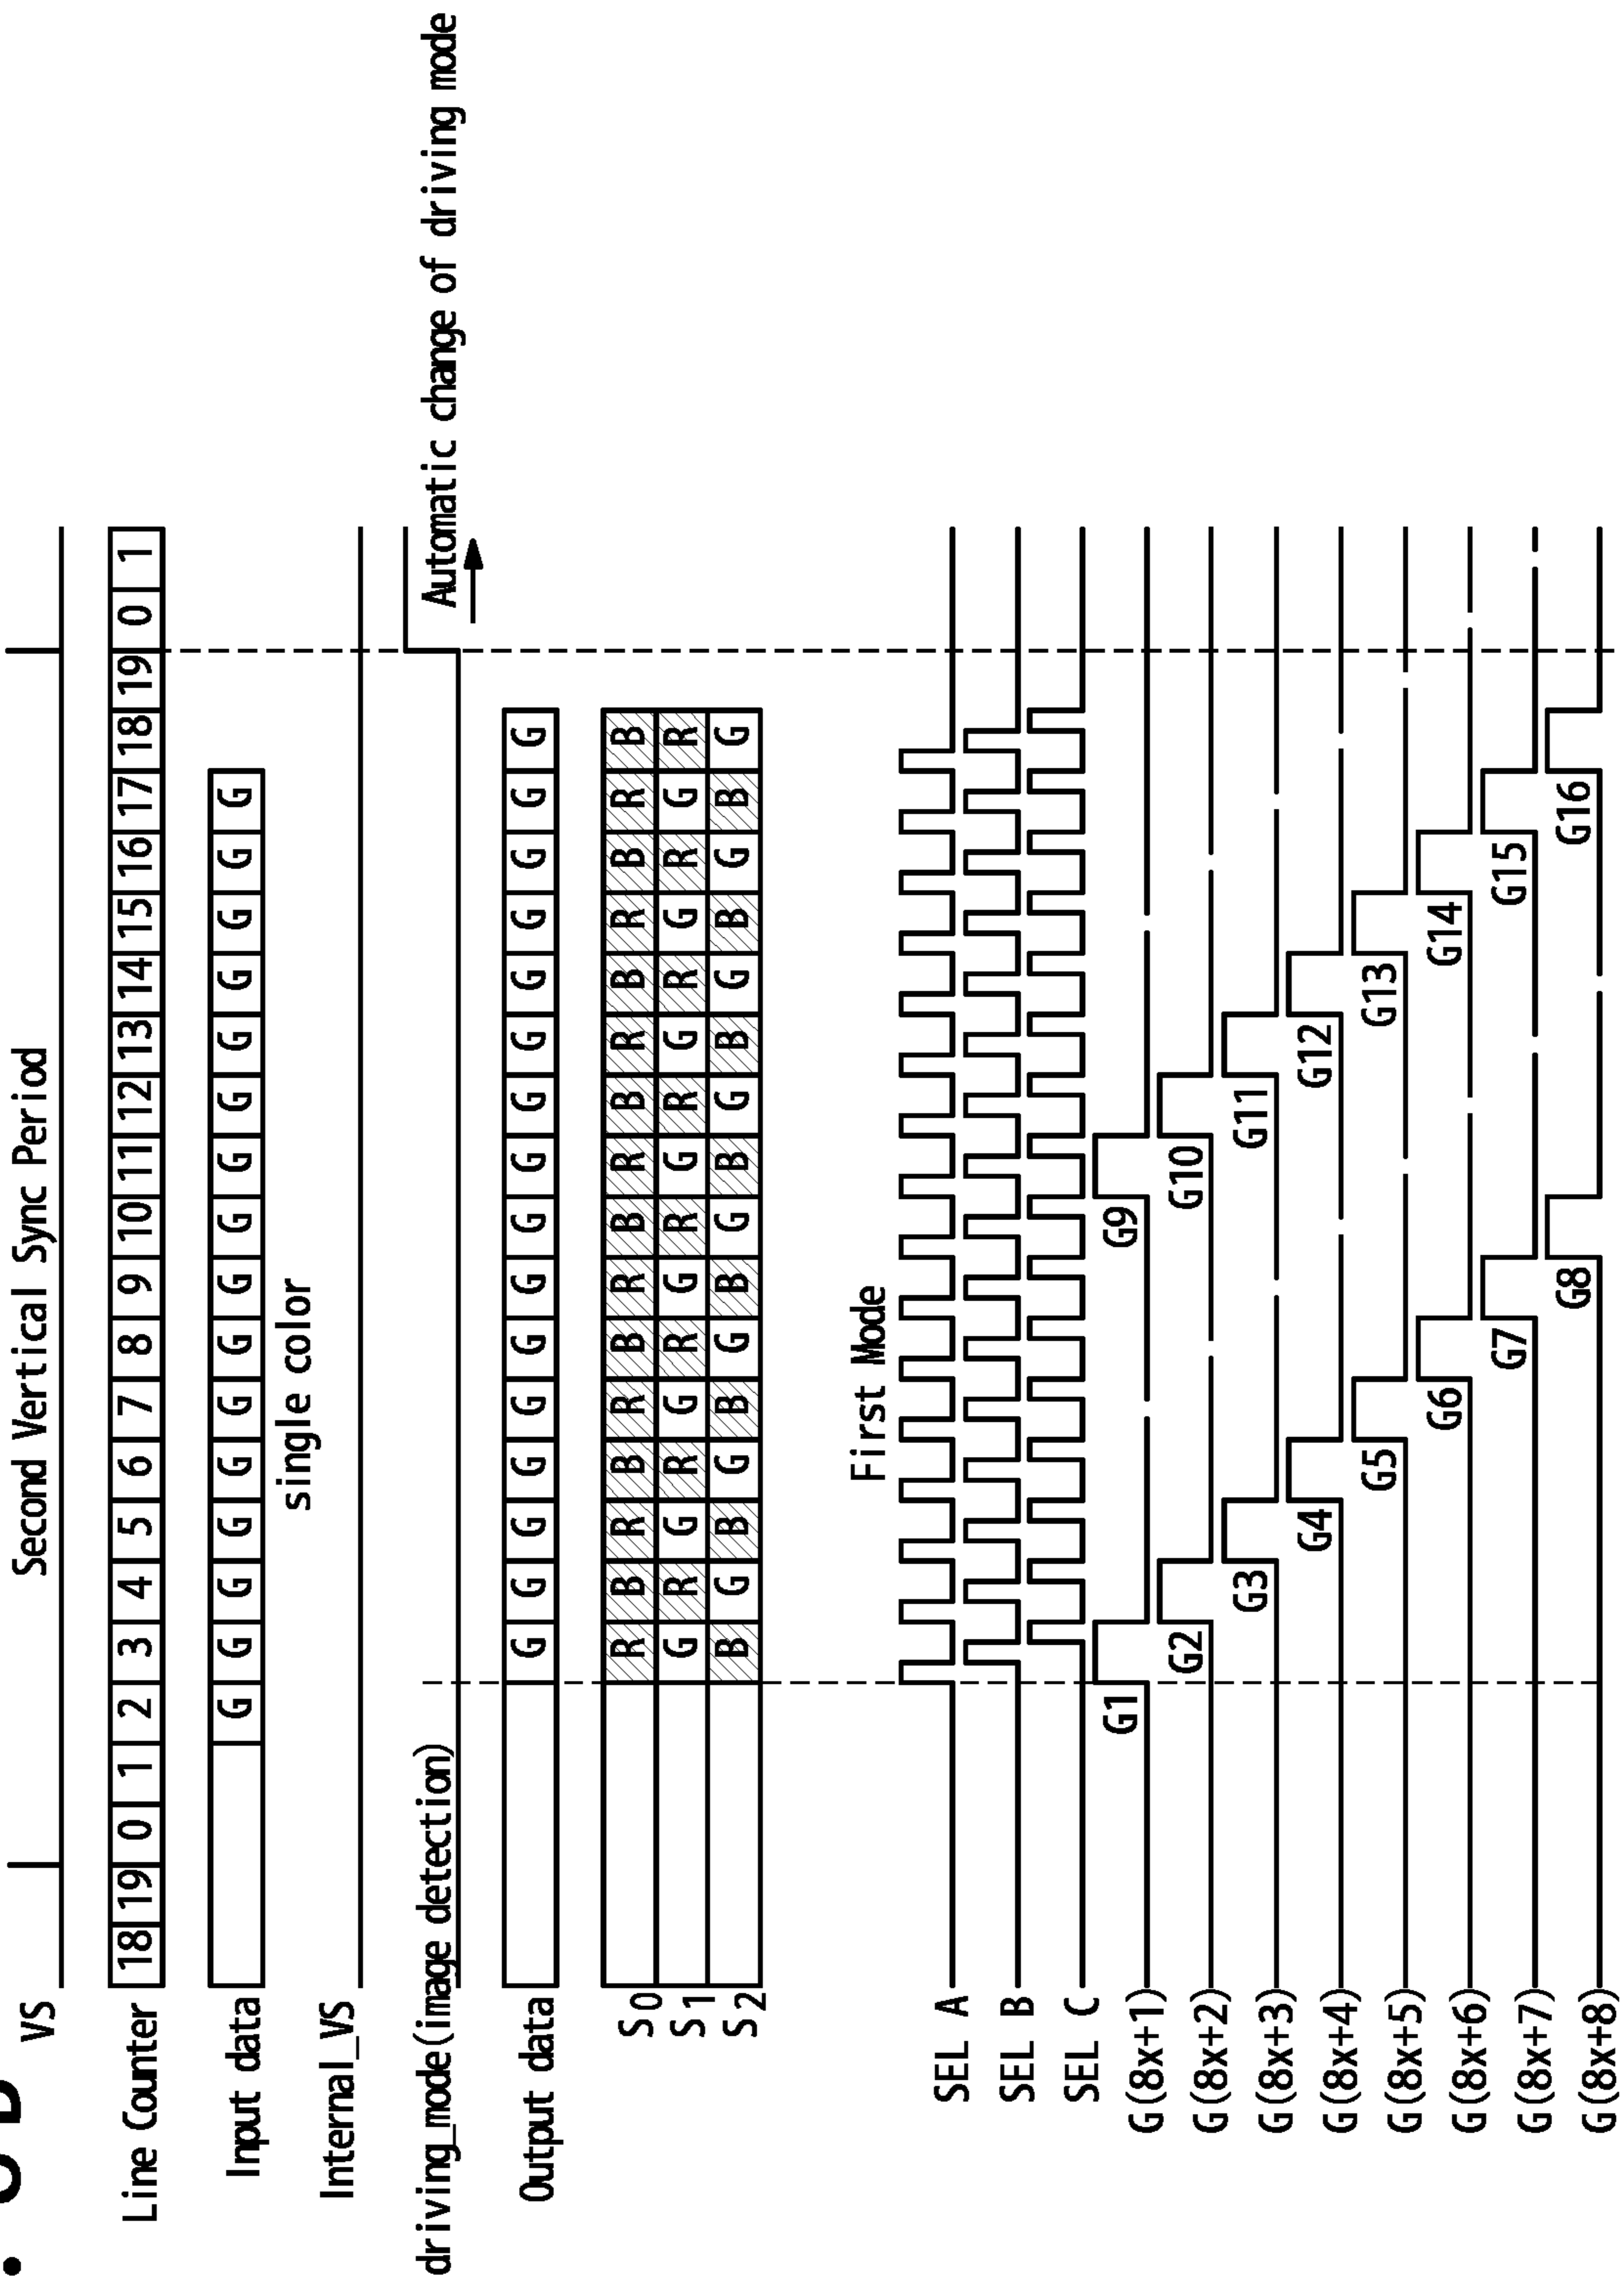 Second Vertical Sync Period
VS
Line Counter 18 19 0 1 2 3 4 5 6 7 8 9 10 11 12 13 14 15 16 17 18 19 0 1
Input data G G G G G G G G G G G G G G G G
single color
Internal_VS
Automatic change of driving mode
driving_mode(image detection)
Output data G G G G G G G G G G G G G G G G
S0 R B R B R B R B R B R B R B R B
S1 G R G R G R G R G R G R G R G R
S2 B G B G B G B G B G B G B G B G
First Mode
SEL A
SEL B
SEL C
G(8x+1) G1 G9
G(8x+2) G2 G10
G(8x+3) G3 G11
G(8x+4) G4 G12
G(8x+5) G5 G13
G(8x+6) G6 G14
G(8x+7) G7 G15
G(8x+8) G8 G16